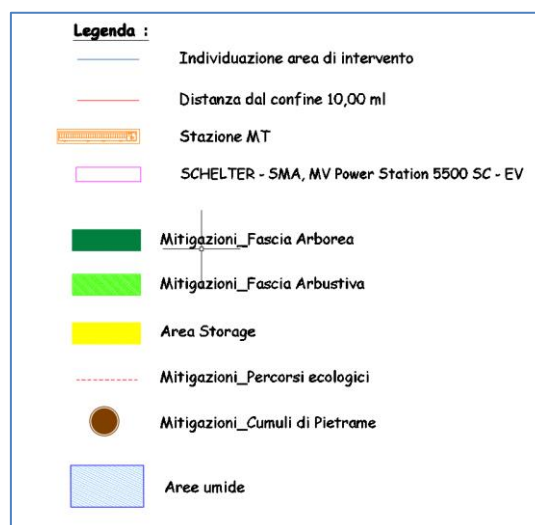 Legenda :
Individuazione area di intervento
Distanza dal confine 10,00 ml
Stazione MT
SCHELTER - SMA, MV Power Station 5500 SC - EV
Mitigazioni_Fascia Arborea
Mitigazioni_Fascia Arbustiva
Area Storage
Mitigazioni_Percorsi ecologici
Mitigazioni_Cumuli di Pietrame
Aree umide